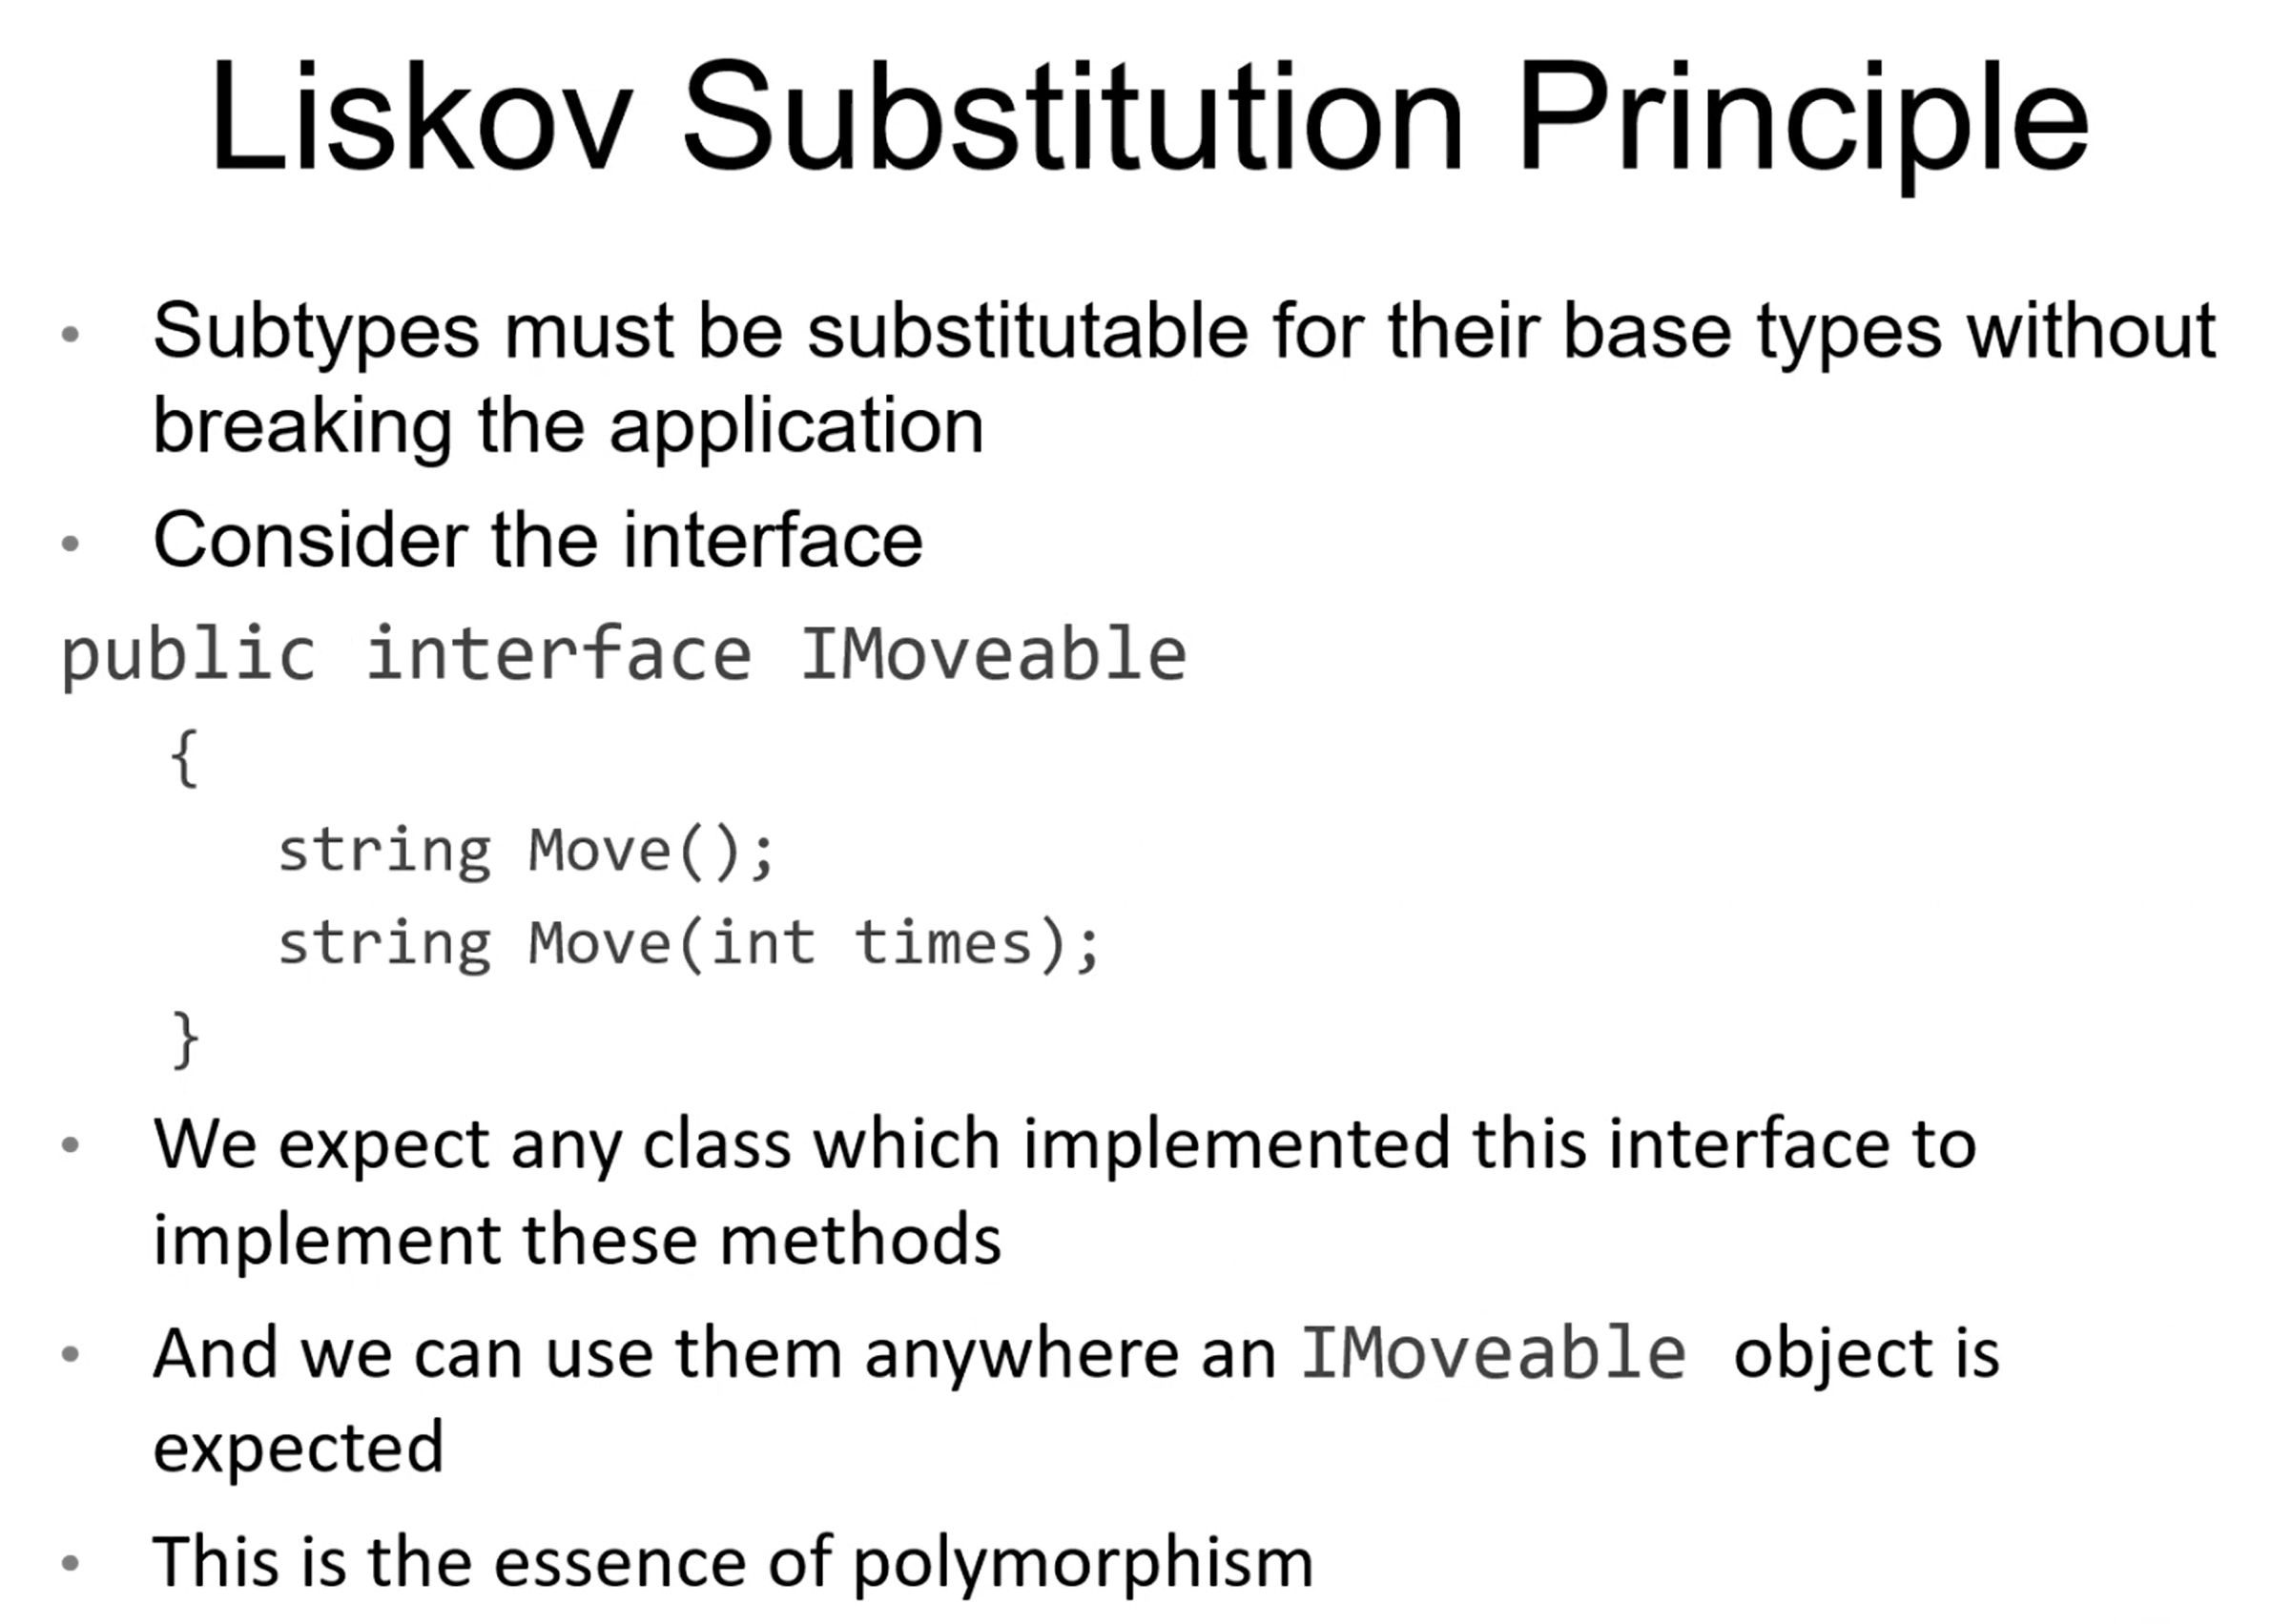 Liskov Substitution Principle
• Subtypes must be substitutable for their base types without
breaking the application
• Consider the interface
public interface IMoveable
{
string Move();
string Move(int times);
}
• We expect any class which implemented this interface to
implement these methods
• And we can use them anywhere an IMoveable object is
expected
• This is the essence of polymorphism